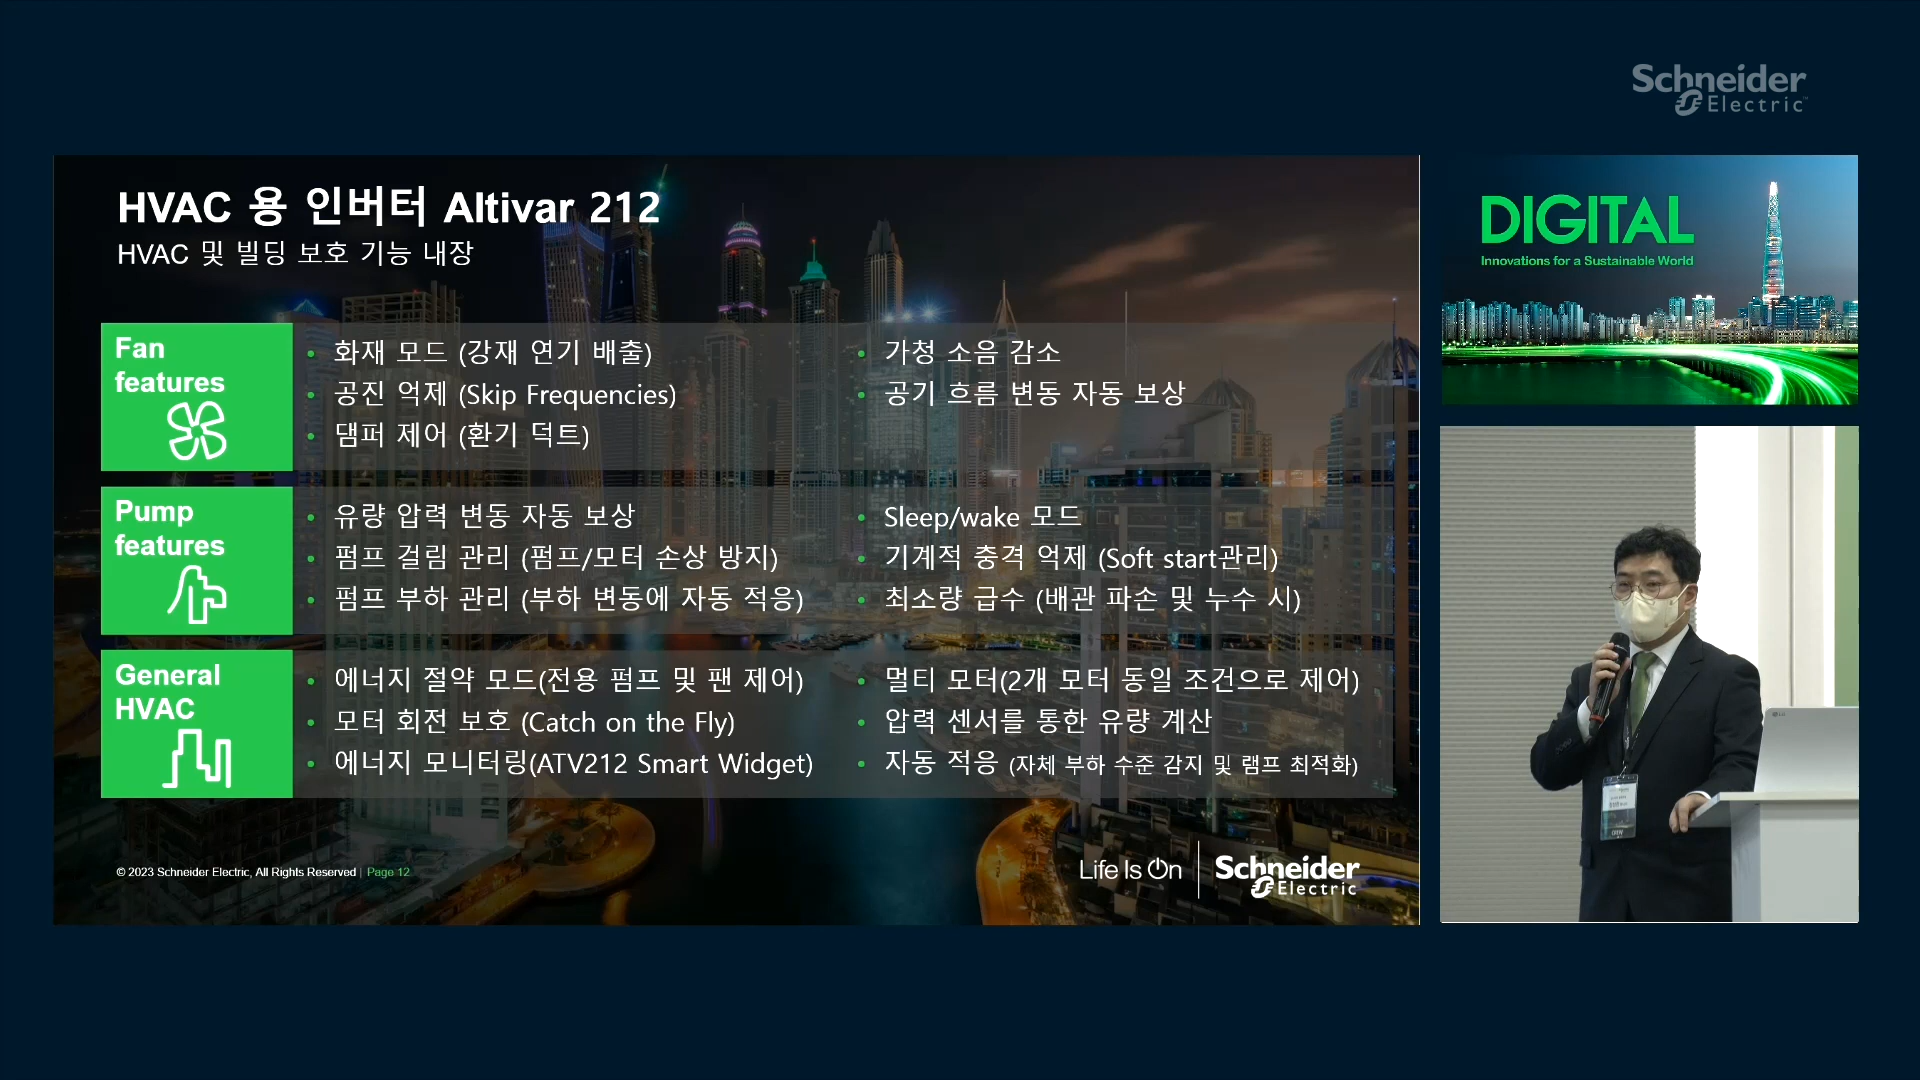 Schneider
Electric
HVAC 용 인버터 Altivar 212
HVAC 및 빌딩 보호 기능 내장
Fan
features
화재 모드 (강재 연기 배출)
공진 억제 (Skip Frequencies)
댐퍼 제어 (환기 덕트)
가청 소음 감소
공기 흐름 변동 자동 보상
Pump
features
유량 압력 변동 자동 보상
펌프 걸림 관리 (펌프/모터 손상 방지)
펌프 부하 관리 (부하 변동에 자동 적응)
Sleep/wake 모드
기계적 충격 억제 (Soft start관리)
최소량 급수 (배관 파손 및 누수 시)
General
HVAC
에너지 절약 모드(전용 펌프 및 팬 제어)
모터 회전 보호 (Catch on the Fly)
에너지 모니터링(ATV212 Smart Widget)
멀티 모터(2개 모터 동일 조건으로 제어)
압력 센서를 통한 유량 계산
자동 적응 (자체 부하 수준 감지 및 램프 최적화)
© 2023 Schneider Electric, All Rights Reserved | Page 12
Life Is On
Schneider
Electric
DIGITAL
Innovations for a Sustainable World